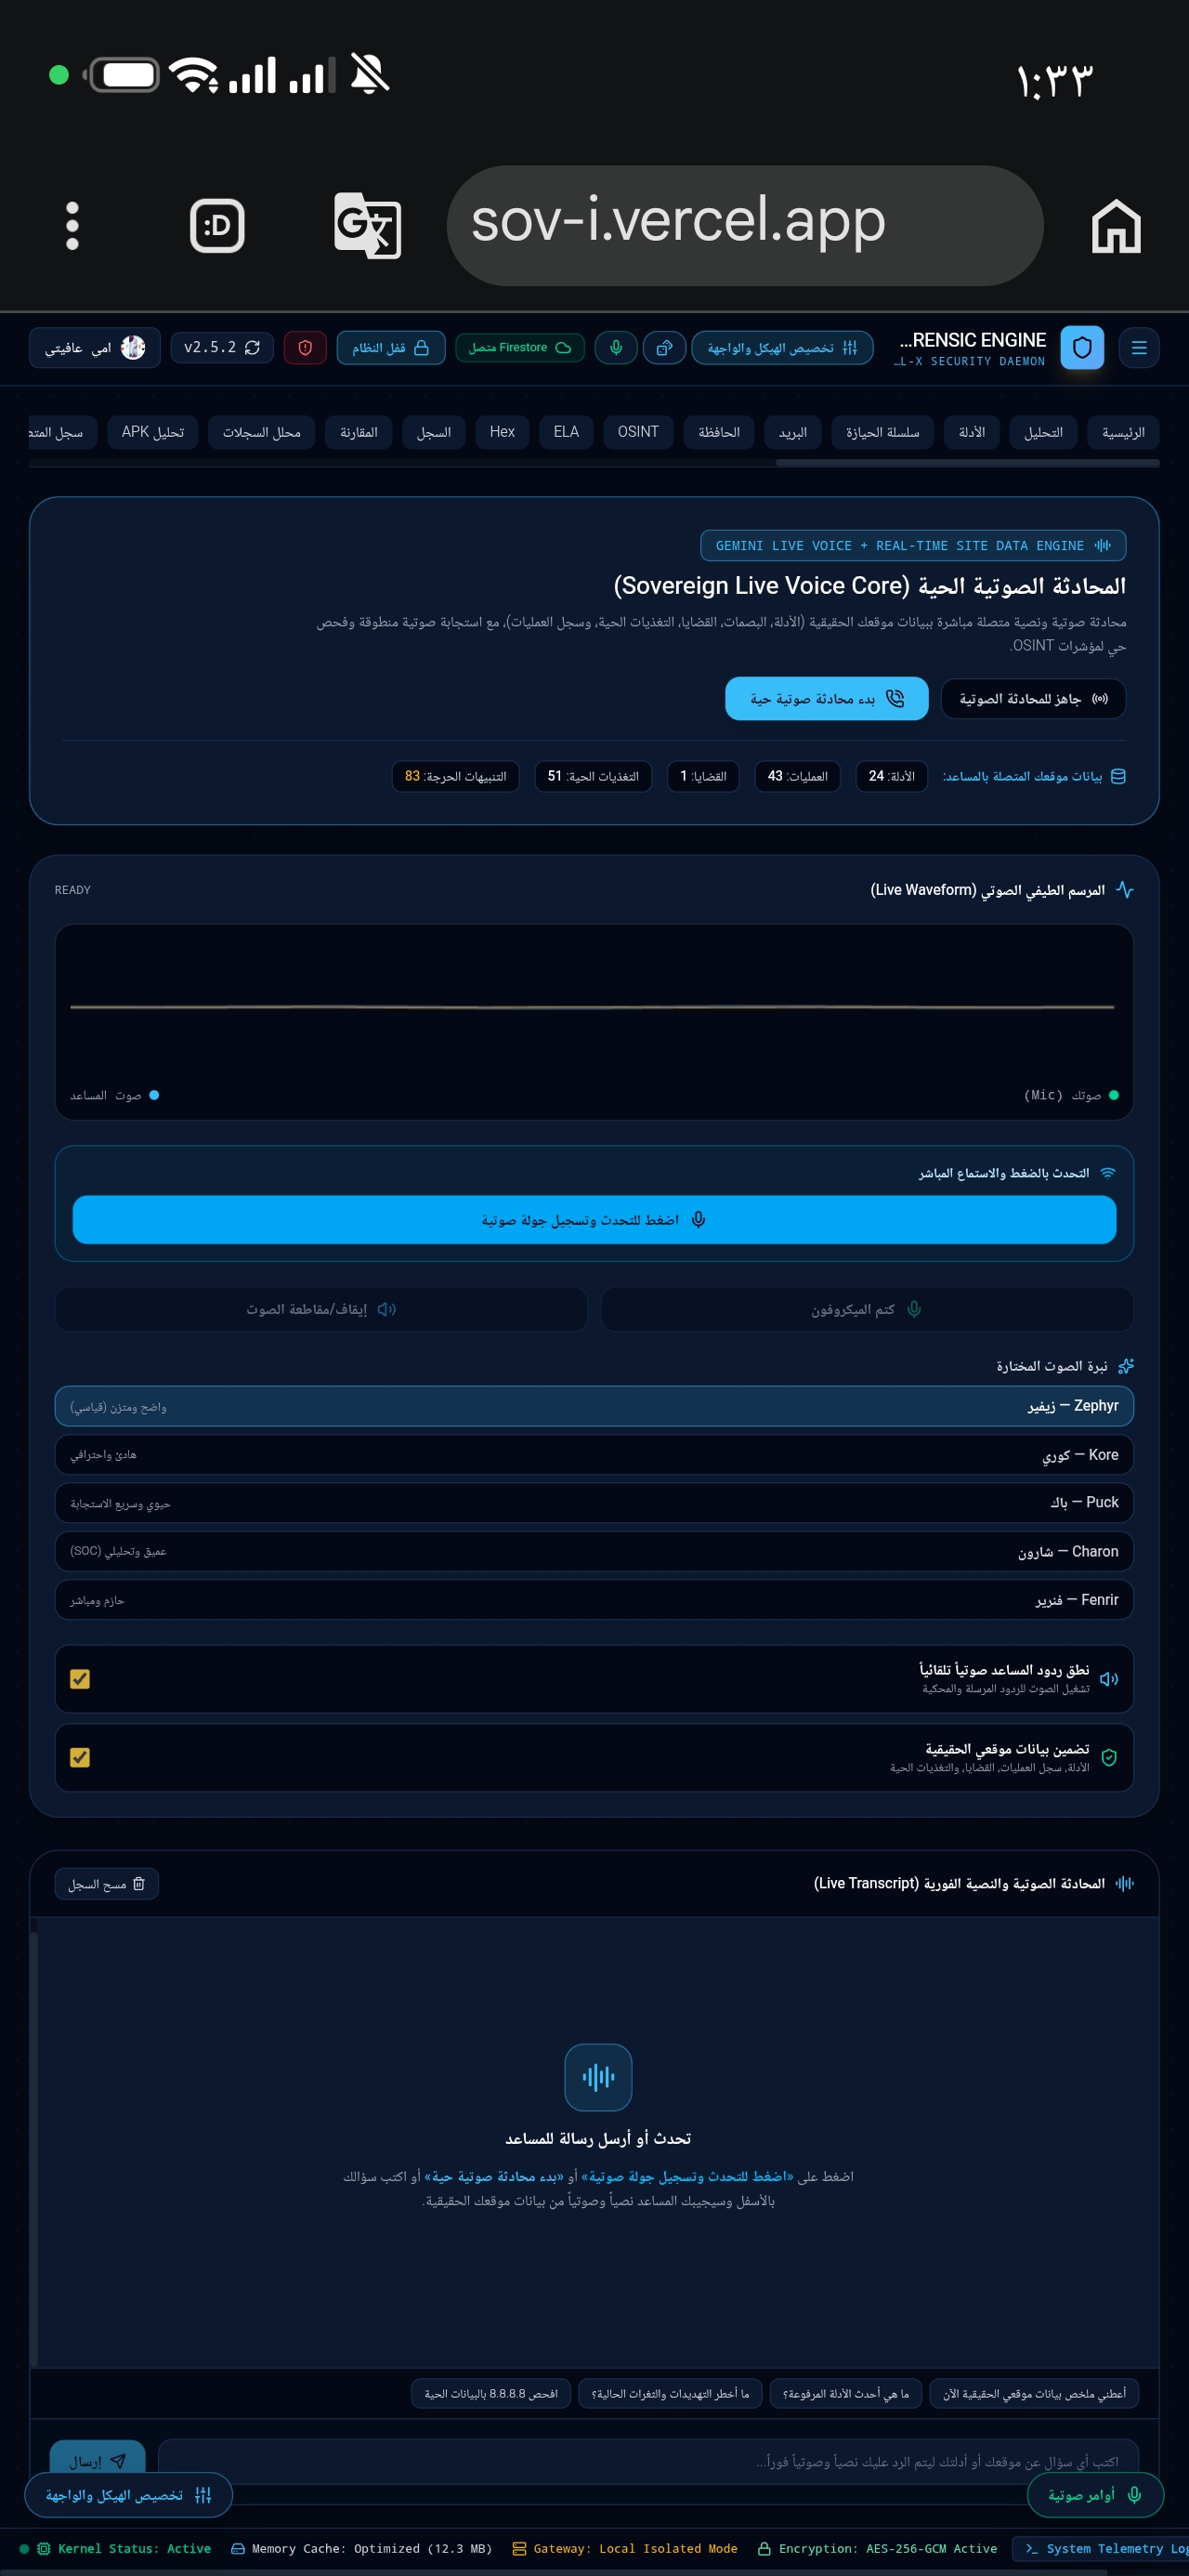 ١:٣٣
sov-i.vercel.app
:D
...RENSIC ENGINE
...L-X SECURITY DAEMON
تخصيص الهيكل والواجهة
Firestore متصل
قفل النظام
v2.5.2
امي عافيتي
الرئيسية
التحليل
الأدلة
سلسلة الحيازة
البريد
الحافظة
OSINT
ELA
Hex
السجل
المقارنة
محلل السجلات
تحليل APK
سجل المتص
GEMINI LIVE VOICE + REAL-TIME SITE DATA ENGINE
المحادثة الصوتية الحية (Sovereign Live Voice Core)
محادثة صوتية ونصية متصلة مباشرة ببيانات موقعك الحقيقية (الأدلة، البصمات، القضايا، التغذيات الحية، وسجل العمليات)، مع استجابة صوتية منطوقة وفحص
حي لمؤشرات OSINT.
جاهز للمحادثة الصوتية
بدء محادثة صوتية حية
بيانات موقعك المتصلة بالمساعد:
الأدلة: 24
العمليات: 43
القضايا: 1
التغذيات الحية: 51
التنبيهات الحرجة: 83
المرسم الطيفي الصوتي (Live Waveform)
READY
صوتك (Mic)
صوت المساعد
التحدث بالضغط والاستماع المباشر
اضغط للتحدث وتسجيل جولة صوتية
كتم الميكروفون
إيقاف/مقاطعة الصوت
نبرة الصوت المختارة
Zephyr — زيفير
واضح ومتزن (قياسي)
Kore — كوري
هادئ واحترافي
Puck — باك
حيوي وسريع الاستجابة
Charon — شارون
عميق وتحليلي (SOC)
Fenrir — فنرير
حازم ومباشر
نطق ردود المساعد صوتياً تلقائياً
تشغيل الصوت للردود المرسلة والمحكية
تضمين بيانات موقعي الحقيقية
الأدلة، سجل العمليات، القضايا، والتغذيات الحية
المحادثة الصوتية والنصية الفورية (Live Transcript)
مسح السجل
تحدث أو أرسل رسالة للمساعد
اضغط على «اضغط للتحدث وتسجيل جولة صوتية» أو «بدء محادثة صوتية حية» أو اكتب سؤالك
بالأسفل وسيجيبك المساعد نصياً وصوتياً من بيانات موقعك الحقيقية.
أعطني ملخص بيانات موقعي الحقيقية الآن
ما هي أحدث الأدلة المرفوعة؟
ما أخطر التهديدات والثغرات الحالية؟
افحص 8.8.8.8 بالبيانات الحية
اكتب أي سؤال عن موقعك أو أدلتك ليتم الرد عليك نصياً وصوتياً فوراً...
إرسال
أوامر صوتية
تخصيص الهيكل والواجهة
Kernel Status: Active
Memory Cache: Optimized (12.3 MB)
Gateway: Local Isolated Mode
Encryption: AES-256-GCM Active
System Telemetry Log